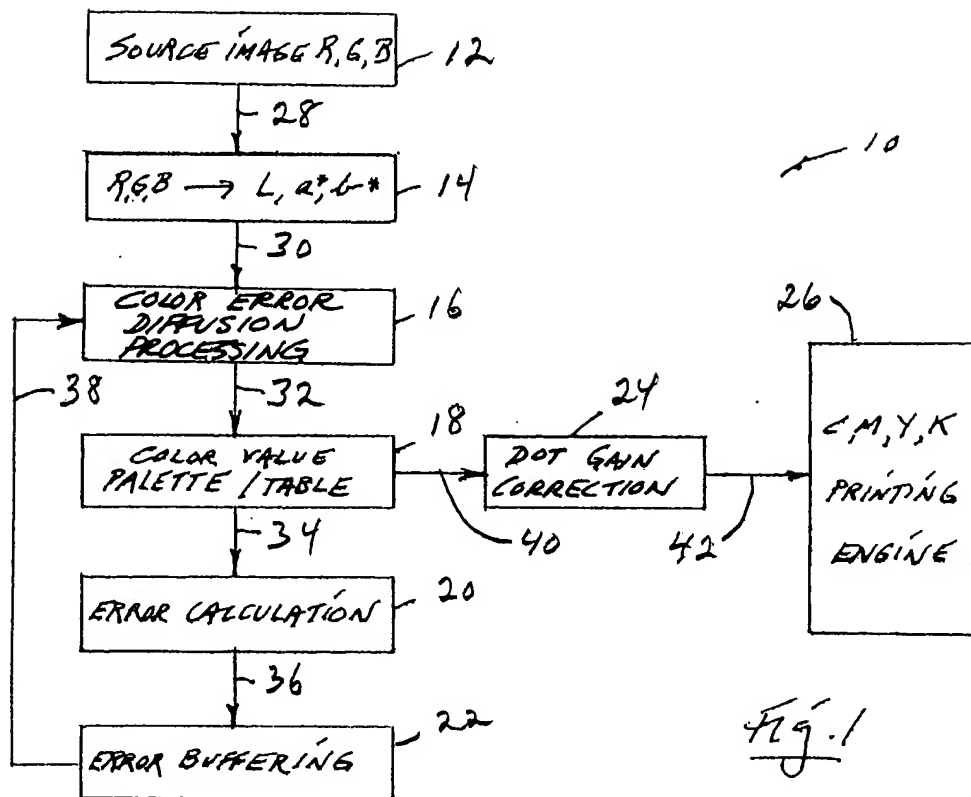 SOURCE IMAGE R, G, B
12
28
10
R,G,B → L, a*, b*
14
30
COLOR ERROR
DIFFUSION
PROCESSING
16
26
38
32
24
18
COLOR VALUE
PALETTE / TABLE
DOT GAIN
CORRECTION
C, M, Y, K
PRINTING
ENGINE
34
40
42
ERROR CALCULATION
20
36
22
ERROR BUFFERING
Fig. 1